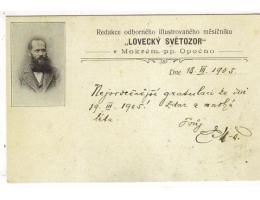 Redakce odborného illustrovaného měsíčníku
„LOVECKÝ SVĚTOZOR"
v Mokrém, pp. Opočno
Dne 18. III. 1905
Nejsrdečnější gratulaci ke dni
19. III. 1905! Zdar a mnohá
léta
Tvůj